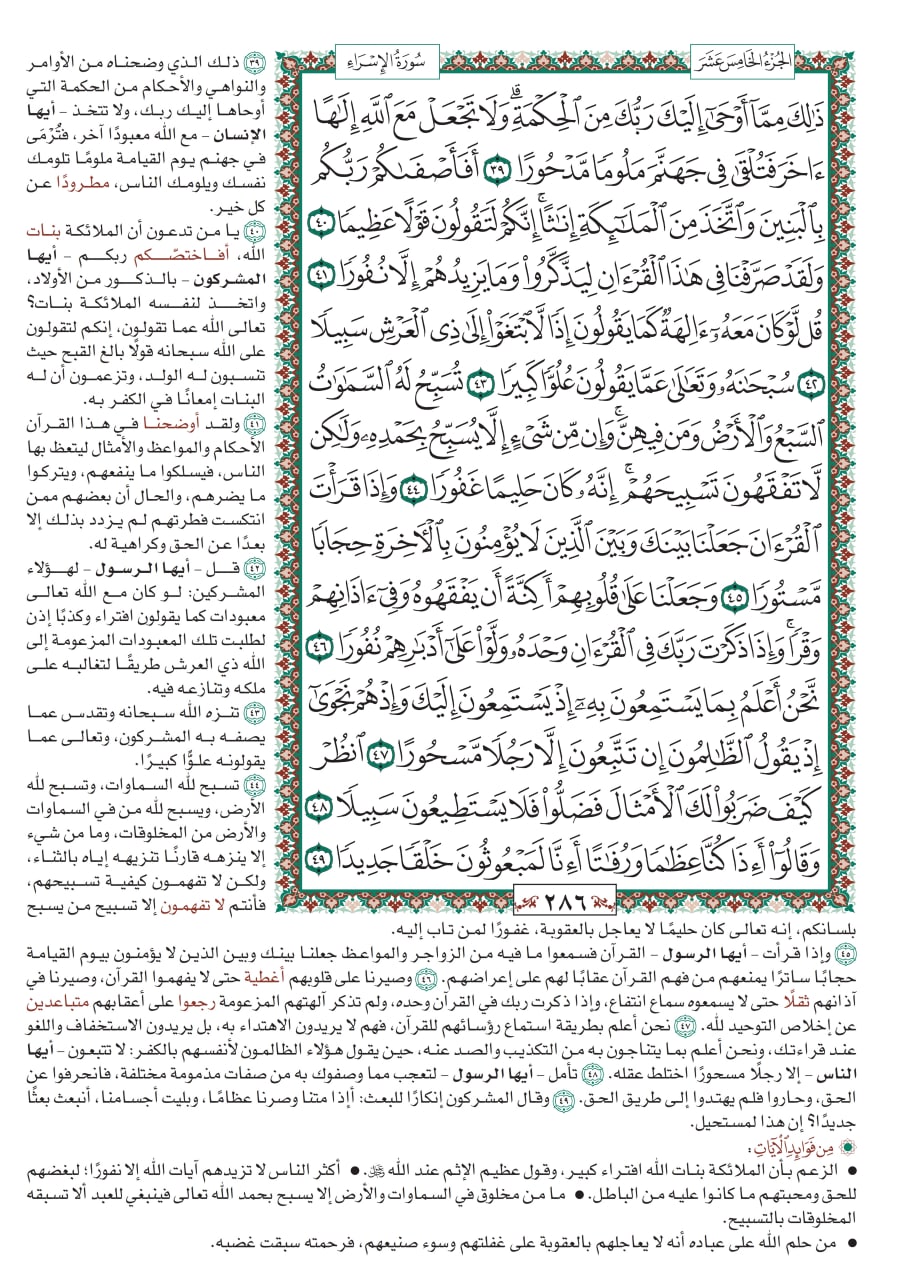 الجُزْءُ الخَامِسَ عَشَرَ
سُورَةُ الإِسْرَاءِ
ذَٰلِكَ مِمَّآ أَوْحَىٰٓ إِلَيْكَ رَبُّكَ مِنَ ٱلْحِكْمَةِۗ وَلَا تَجْعَلْ مَعَ ٱللَّهِ إِلَٰهًا
ءَاخَرَ فَتُلْقَىٰ فِي جَهَنَّمَ مَلُومًا مَّدْحُورًا ٣٩ أَفَأَصْفَىٰكُمْ رَبُّكُم
بِٱلْبَنِينَ وَٱتَّخَذَ مِنَ ٱلْمَلَٰٓئِكَةِ إِنَٰثًاۚ إِنَّكُمْ لَتَقُولُونَ قَوْلًا عَظِيمًا ٤٠
وَلَقَدْ صَرَّفْنَا فِي هَٰذَا ٱلْقُرْءَانِ لِيَذَّكَّرُوا۟ وَمَا يَزِيدُهُمْ إِلَّا نُفُورًا ٤١
قُل لَّوْ كَانَ مَعَهُۥٓ ءَالِهَةٌ كَمَا يَقُولُونَ إِذًا لَّٱبْتَغَوْا۟ إِلَىٰ ذِي ٱلْعَرْشِ سَبِيلًا
٤٢ سُبْحَٰنَهُۥ وَتَعَٰلَىٰ عَمَّا يَقُولُونَ عُلُوًّا كَبِيرًا ٤٣ تُسَبِّحُ لَهُ ٱلسَّمَٰوَٰتُ
ٱلسَّبْعُ وَٱلْأَرْضُ وَمَن فِيهِنَّۚ وَإِن مِّن شَىْءٍ إِلَّا يُسَبِّحُ بِحَمْدِهِۦ وَلَٰكِن
لَّا تَفْقَهُونَ تَسْبِيحَهُمْۚ إِنَّهُۥ كَانَ حَلِيمًا غَفُورًا ٤٤ وَإِذَا قَرَأْتَ
ٱلْقُرْءَانَ جَعَلْنَا بَيْنَكَ وَبَيْنَ ٱلَّذِينَ لَا يُؤْمِنُونَ بِٱلْأَخِرَةِ حِجَابًا
مَّسْتُورًا ٤٥ وَجَعَلْنَا عَلَىٰ قُلُوبِهِمْ أَكِنَّةً أَن يَفْقَهُوهُ وَفِيٓ ءَاذَانِهِمْ
وَقْرًاۚ وَإِذَا ذَكَرْتَ رَبَّكَ فِي ٱلْقُرْءَانِ وَحْدَهُۥ وَلَّوْا۟ عَلَىٰٓ أَدْبَٰرِهِمْ نُفُورًا ٤٦
نَّحْنُ أَعْلَمُ بِمَا يَسْتَمِعُونَ بِهِۦٓ إِذْ يَسْتَمِعُونَ إِلَيْكَ وَإِذْ هُمْ نَجْوَىٰٓ
إِذْ يَقُولُ ٱلظَّٰلِمُونَ إِن تَتَّبِعُونَ إِلَّا رَجُلًا مَّسْحُورًا ٤٧ ٱنظُرْ
كَيْفَ ضَرَبُوا۟ لَكَ ٱلْأَمْثَالَ فَضَلُّوا۟ فَلَا يَسْتَطِيعُونَ سَبِيلًا ٤٨
وَقَالُوٓا۟ أَءِذَا كُنَّا عِظَٰمًا وَرُفَٰتًا أَءِنَّا لَمَبْعُوثُونَ خَلْقًا جَدِيدًا ٤٩
٢٨٦
٣٩ ذلك الذي وضحناه من الأوامر
والنواهي والأحكام من الحكمة التي
أوحاها إليك ربك، ولا تتخذ - أيها
الإنسان - مع الله معبودًا آخر، فتُرْمَى
في جهنم يوم القيامة ملومًا تلومك
نفسك ويلومك الناس، مطرودًا عن
كل خير.
٤٠ يا من تدعون أن الملائكة بنات
الله، أفاختصّكم ربكم - أيها
المشركون - بالذكور من الأولاد،
واتخذ لنفسه الملائكة بنات؟
تعالى الله عما تقولون، إنكم لتقولون
على الله سبحانه قولًا بالغ القبح حيث
تنسبون له الولد، وتزعمون أن له
البنات إمعانًا في الكفر به.
٤١ ولقد أوضحنا في هذا القرآن
الأحكام والمواعظ والأمثال ليتعظ بها
الناس، فيسلكوا ما ينفعهم، ويتركوا
ما يضرهم، والحال أن بعضهم ممن
انتكست فطرتهم لم يزدد بذلك إلا
بعدًا عن الحق وكراهية له.
٤٢ قل - أيها الرسول - لهؤلاء
المشركين: لو كان مع الله تعالى
معبودات كما يقولون افتراء وكذبًا إذن
لطلبت تلك المعبودات المزعومة إلى
الله ذي العرش طريقًا لتغالبه على
ملكه وتنازعه فيه.
٤٣ تنزه الله سبحانه وتقدس عما
يصفه به المشركون، وتعالى عما
يقولونه علوًّا كبيرًا.
٤٤ تسبح لله السماوات، وتسبح لله
الأرض، ويسبح لله من في السماوات
والأرض من المخلوقات، وما من شيء
إلا ينزهه قارنًا تنزيهه إياه بالثناء،
ولكن لا تفهمون كيفية تسبيحهم،
فأنتم لا تفهمون إلا تسبيح من يسبح
بلسانكم، إنه تعالى كان حليمًا لا يعاجل بالعقوبة، غفورًا لمن تاب إليه.
٤٥ وإذا قرأت - أيها الرسول - القرآن فسمعوا ما فيه من الزواجر والمواعظ جعلنا بينك وبين الذين لا يؤمنون بيوم القيامة
حجابًا ساترًا يمنعهم من فهم القرآن عقابًا لهم على إعراضهم. ٤٦ وصيرنا على قلوبهم أغطية حتى لا يفهموا القرآن، وصيرنا في
آذانهم ثقلًا حتى لا يسمعوه سماع انتفاع، وإذا ذكرت ربك في القرآن وحده، ولم تذكر آلهتهم المزعومة رجعوا على أعقابهم متباعدين
عن إخلاص التوحيد لله. ٤٧ نحن أعلم بطريقة استماع رؤسائهم للقرآن، فهم لا يريدون الاهتداء به، بل يريدون الاستخفاف واللغو
عند قراءتك، ونحن أعلم بما يتناجون به من التكذيب والصد عنه، حين يقول هؤلاء الظالمون لأنفسهم بالكفر: لا تتبعون - أيها
الناس - إلا رجلًا مسحورًا اختلط عقله. ٤٨ تأمل - أيها الرسول - لتعجب مما وصفوك به من صفات مذمومة مختلفة، فانحرفوا عن
الحق، وحاروا فلم يهتدوا إلى طريق الحق. ٤٩ وقال المشركون إنكارًا للبعث: أإذا متنا وصرنا عظامًا، وبليت أجسامنا، أنبعث بعثًا
جديدًا؟ إن هذا لمستحيل.
مِن فَوَائِدِ الْآيَاتِ:
• الزعم بأن الملائكة بنات الله افتراء كبير، وقول عظيم الإثم عند الله ﷻ. • أكثر الناس لا تزيدهم آيات الله إلا نفورًا؛ لبغضهم
للحق ومحبتهم ما كانوا عليه من الباطل. • ما من مخلوق في السماوات والأرض إلا يسبح بحمد الله تعالى فينبغي للعبد ألا تسبقه
المخلوقات بالتسبيح.
• من حلم الله على عباده أنه لا يعاجلهم بالعقوبة على غفلتهم وسوء صنيعهم، فرحمته سبقت غضبه.